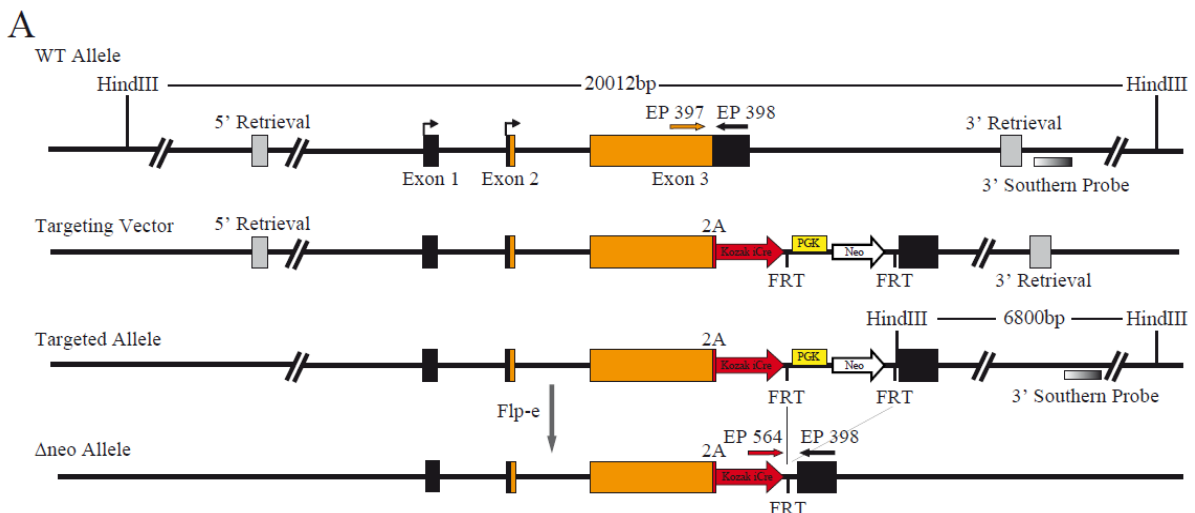 A
WT Allele
HindIII 20012bp HindIII
EP 397 EP 398
5’ Retrieval 3’ Retrieval
Exon 1 Exon 2 Exon 3
3’ Southern Probe
Targeting Vector
5’ Retrieval 2A
Kozak iCre PGK Neo
FRT FRT
3’ Retrieval
HindIII 6800bp HindIII
Targeted Allele
2A
Kozak iCre PGK Neo
FRT FRT
3’ Southern Probe
Flp-e
EP 564 EP 398
Δneo Allele
2A
Kozak iCre
FRT